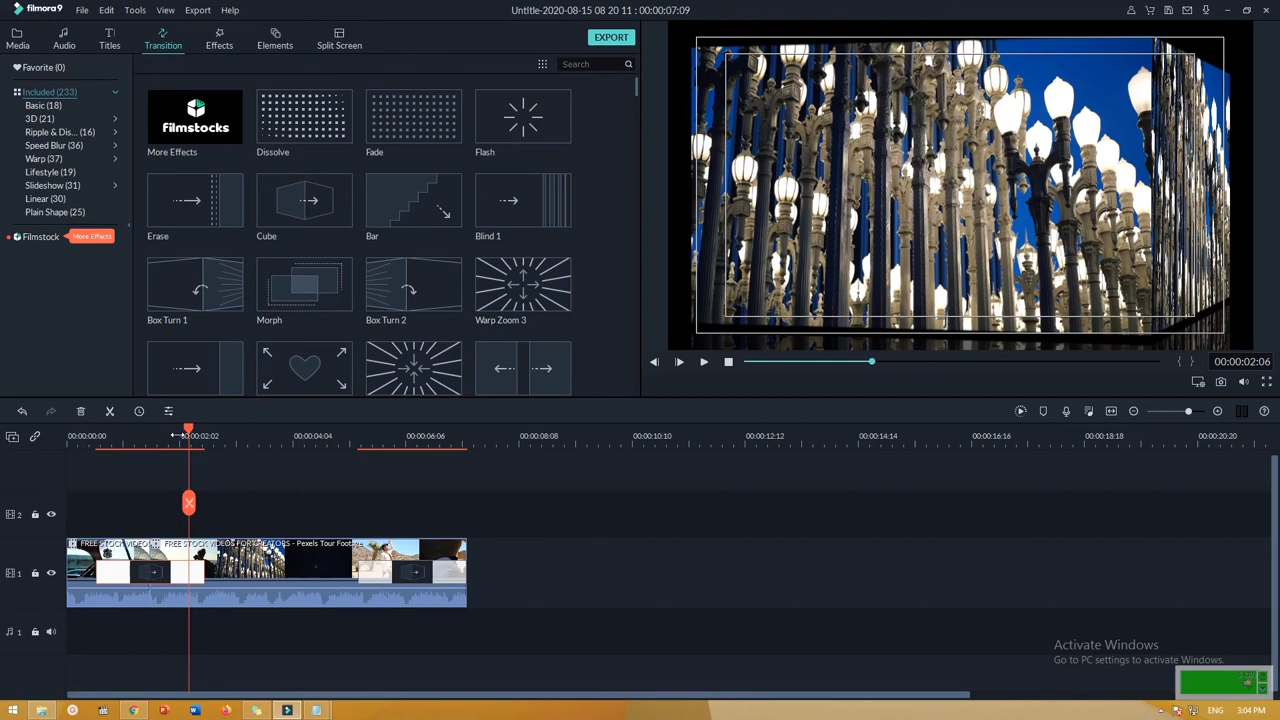 filmora9
File Edit Tools View Export Help
Untitle-2020-08-15 08 20 11 : 00:00:07:09
Media Audio Titles Transition Effects Elements Split Screen
EXPORT
Favorite (0)
Included (233)
Basic (18)
3D (21)
Ripple & Dis... (16)
Speed Blur (36)
Warp (37)
Lifestyle (19)
Slideshow (31)
Linear (30)
Plain Shape (25)
Filmstock More Effects
Search
filmstocks
More Effects Dissolve Fade Flash
Erase Cube Bar Blind 1
Box Turn 1 Morph Box Turn 2 Warp Zoom 3
00:00:02:06
00:00:00:00 00:00:02:02 00:00:04:04 00:00:06:06 00:00:08:08 00:00:10:10 00:00:12:12 00:00:14:14 00:00:16:16 00:00:18:18 00:00:20:20
2
FREE STOCK VIDEO FREE STOCK VIDEOS FOR CREATORS - Pexels Tour Footage
1
1
Activate Windows
Go to PC settings to activate Windows.
ENG 3:04 PM